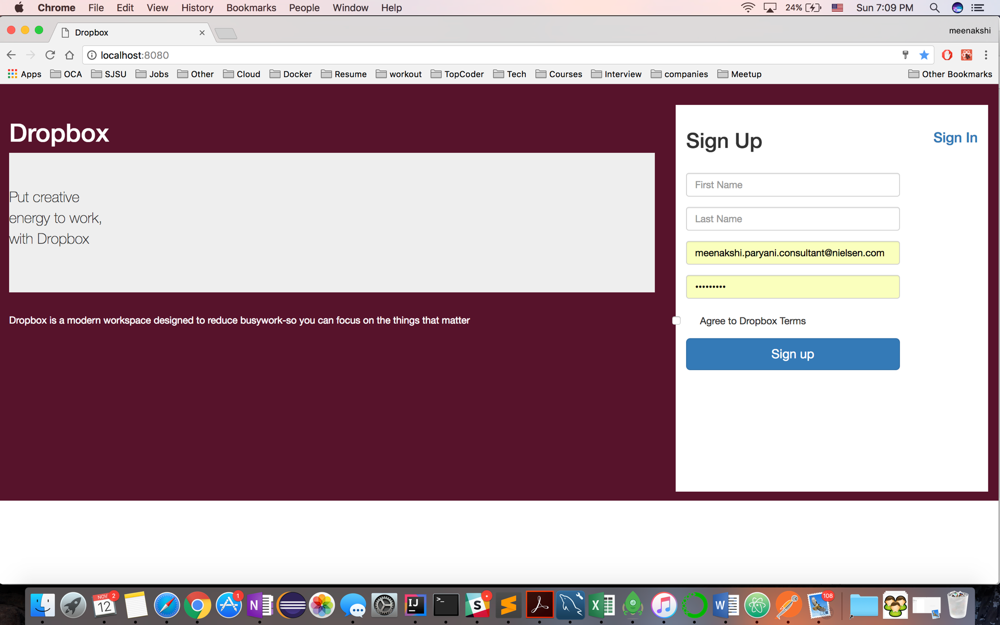 Chrome File Edit View History Bookmarks People Window Help 24% Sun 7:09 PM
Dropbox meenakshi
localhost:8080
Apps OCA SJSU Jobs Other Cloud Docker Resume workout TopCoder Tech Courses Interview companies Meetup Other Bookmarks
Dropbox
Put creative
energy to work,
with Dropbox
Dropbox is a modern workspace designed to reduce busywork-so you can focus on the things that matter
Sign Up
Sign In
First Name
Last Name
meenakshi.paryani.consultant@nielsen.com
•••••••••
Agree to Dropbox Terms
Sign up
NOV 2 12 1 N IJ >_ S X W 108